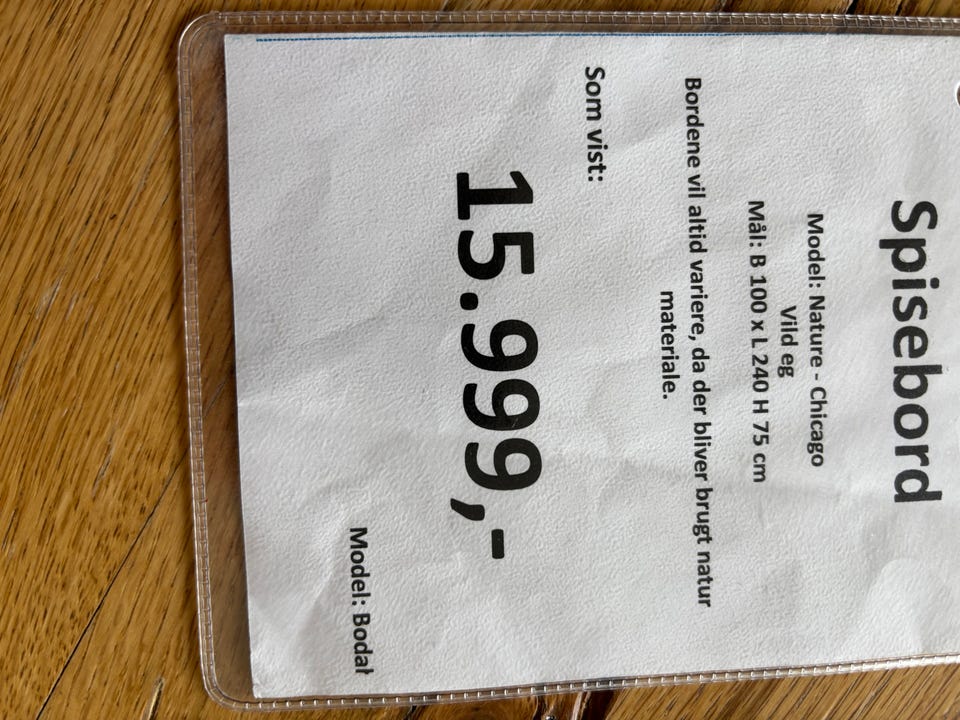 Spisebord
Model: Nature - Chicago
Vild eg
Mål: B 100 x L 240 H 75 cm
Bordene vil altid variere, da der bliver brugt natur
materiale.
Som vist:
15.999,-
Model: